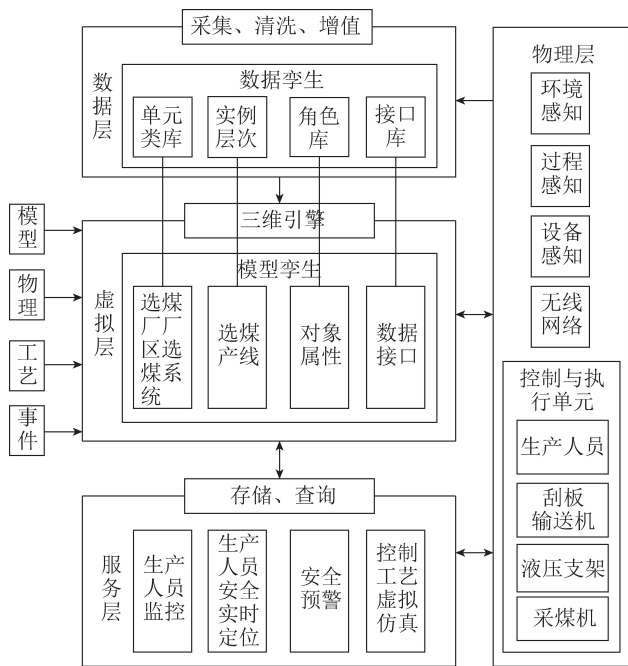 采集、清洗、增值
数据层
数据孪生
单元
类库
实例
层次
角色
库
接口
库
模型
物理
工艺
事件
三维引擎
虚拟层
模型孪生
选煤
厂厂
区选
煤系
统
选煤
产线
对象
属性
数据
接口
存储、查询
服务层
生产
人员
监控
生产
人员
安全
实时
定位
安全
预警
控制
工艺
虚拟
仿真
物理层
环境
感知
过程
感知
设备
感知
无线
网络
控制与执
行单元
生产人员
刮板
输送机
液压支架
采煤机